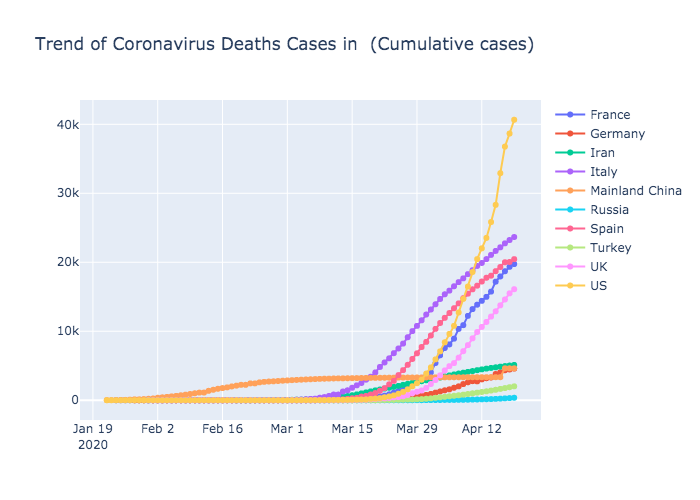 Trend of Coronavirus Deaths Cases in  (Cumulative cases)
40k
30k
20k
10k
0
Jan 19
2020
Feb 2
Feb 16
Mar 1
Mar 15
Mar 29
Apr 12
France
Germany
Iran
Italy
Mainland China
Russia
Spain
Turkey
UK
US